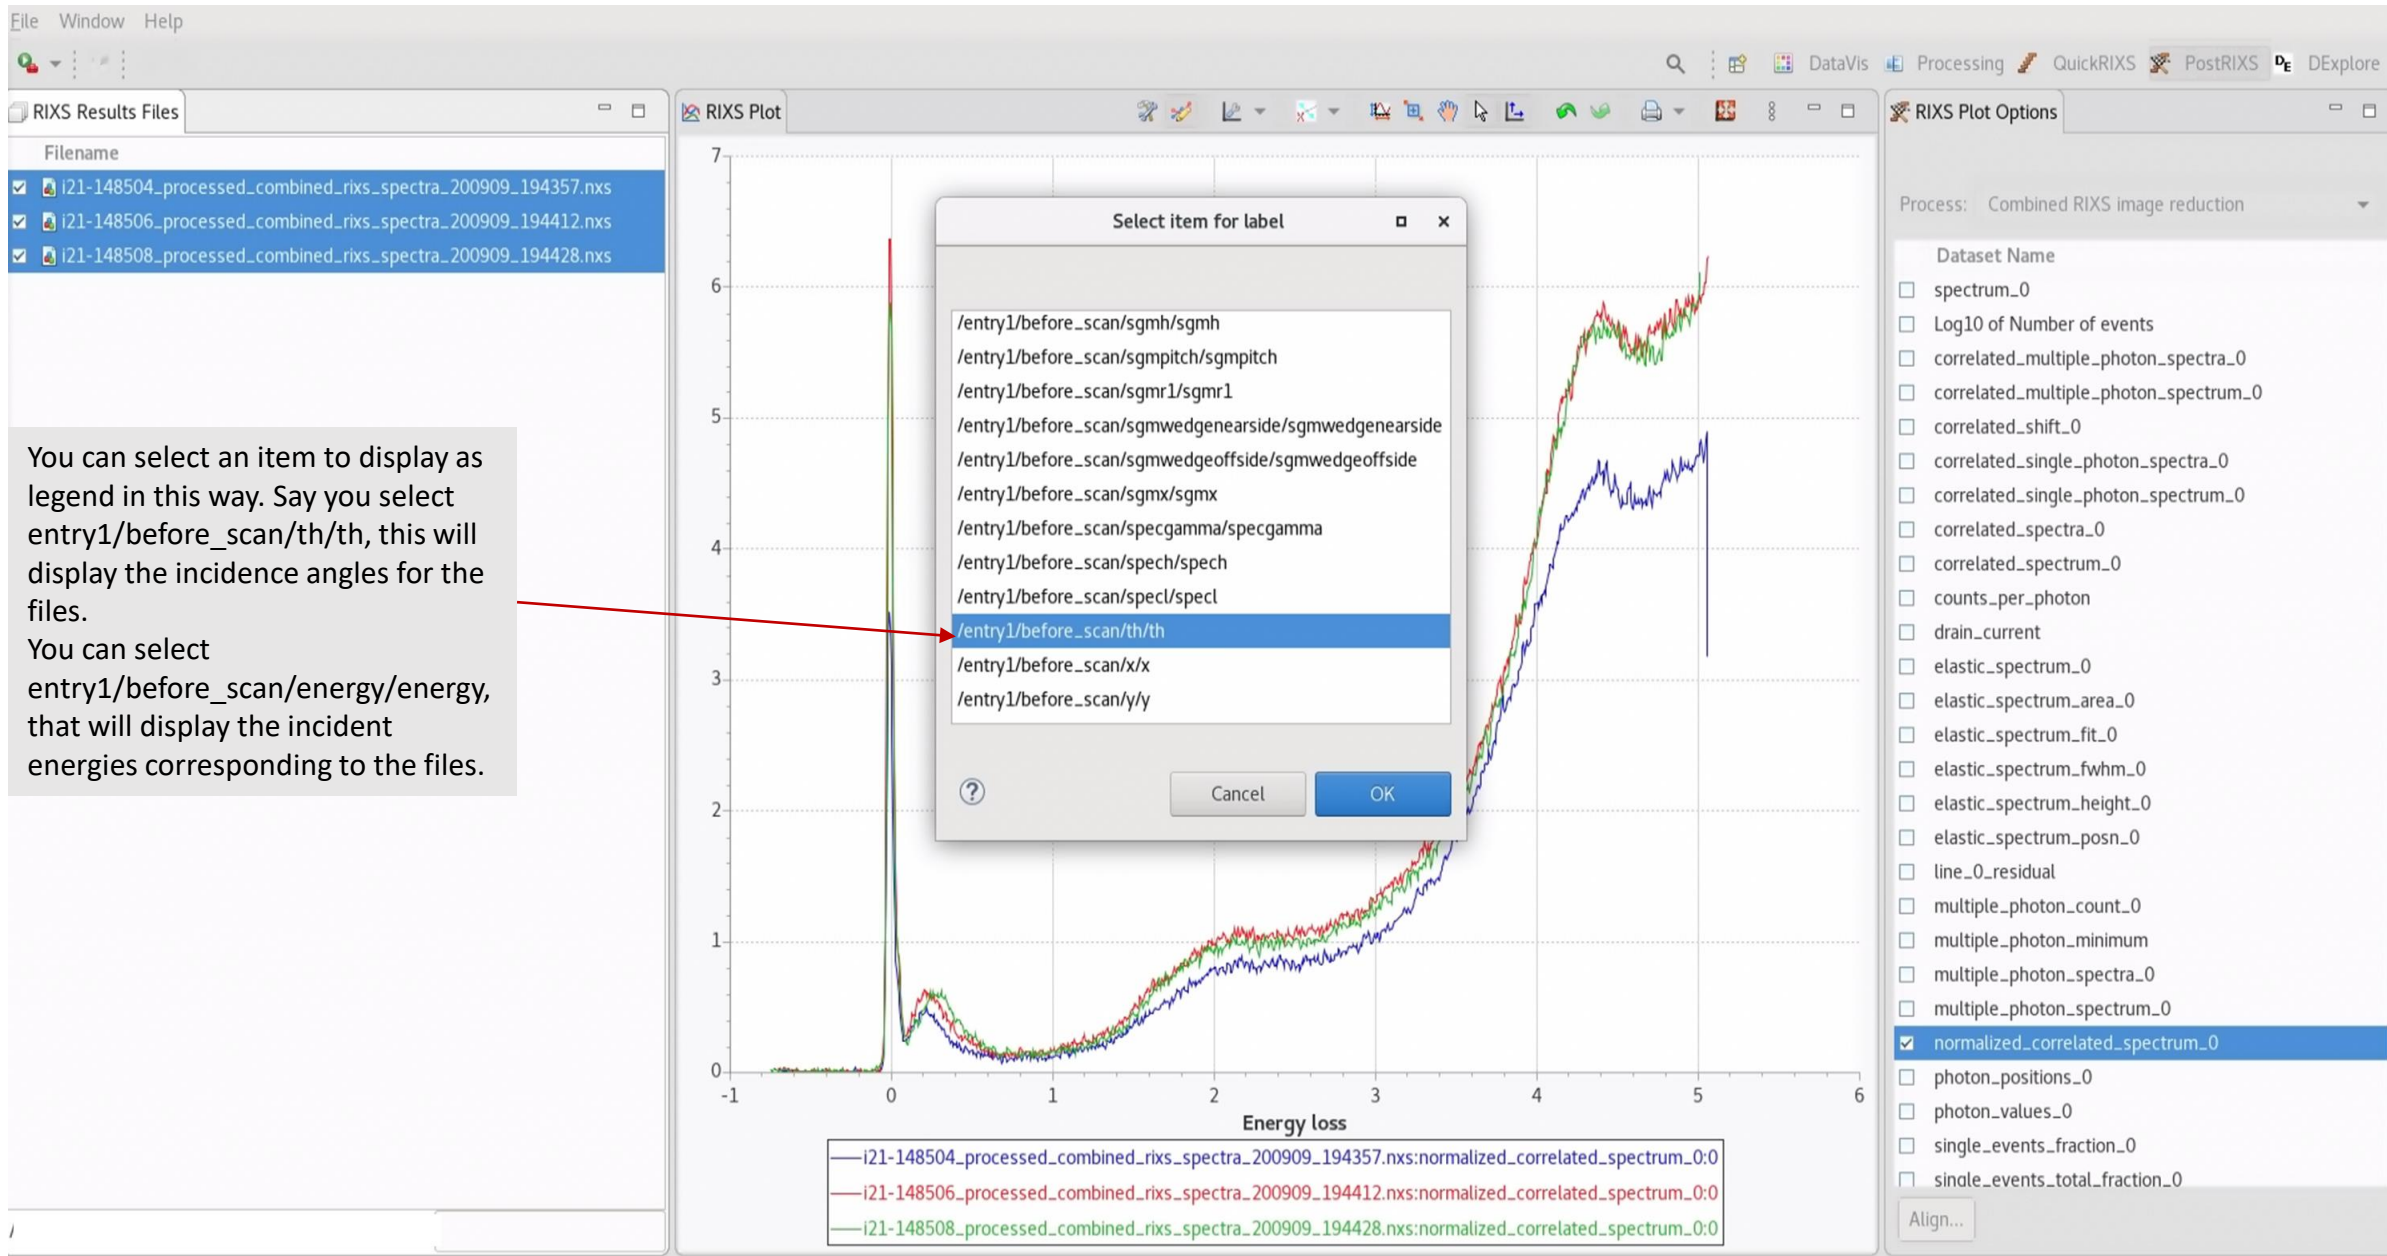 File Window Help
DataVis Processing QuickRIXS PostRIXS DE DExplore
RIXS Results Files
Filename
i21-148504_processed_combined_rixs_spectra_200909_194357.nxs
i21-148506_processed_combined_rixs_spectra_200909_194412.nxs
i21-148508_processed_combined_rixs_spectra_200909_194428.nxs
You can select an item to display as
legend in this way. Say you select
entry1/before_scan/th/th, this will
display the incidence angles for the
files.
You can select
entry1/before_scan/energy/energy,
that will display the incident
energies corresponding to the files.
/
RIXS Plot
7
6
5
4
3
2
1
0
-1 0 1 2 3 4 5 6
Energy loss
i21-148504_processed_combined_rixs_spectra_200909_194357.nxs:normalized_correlated_spectrum_0:0
i21-148506_processed_combined_rixs_spectra_200909_194412.nxs:normalized_correlated_spectrum_0:0
i21-148508_processed_combined_rixs_spectra_200909_194428.nxs:normalized_correlated_spectrum_0:0
Select item for label
/entry1/before_scan/sgmh/sgmh
/entry1/before_scan/sgmpitch/sgmpitch
/entry1/before_scan/sgmr1/sgmr1
/entry1/before_scan/sgmwedgenearside/sgmwedgenearside
/entry1/before_scan/sgmwedgeoffside/sgmwedgeoffside
/entry1/before_scan/sgmx/sgmx
/entry1/before_scan/specgamma/specgamma
/entry1/before_scan/spech/spech
/entry1/before_scan/specl/specl
/entry1/before_scan/th/th
/entry1/before_scan/x/x
/entry1/before_scan/y/y
? Cancel OK
RIXS Plot Options
Process: Combined RIXS image reduction
Dataset Name
spectrum_0
Log10 of Number of events
correlated_multiple_photon_spectra_0
correlated_multiple_photon_spectrum_0
correlated_shift_0
correlated_single_photon_spectra_0
correlated_single_photon_spectrum_0
correlated_spectra_0
correlated_spectrum_0
counts_per_photon
drain_current
elastic_spectrum_0
elastic_spectrum_area_0
elastic_spectrum_fit_0
elastic_spectrum_fwhm_0
elastic_spectrum_height_0
elastic_spectrum_posn_0
line_0_residual
multiple_photon_count_0
multiple_photon_minimum
multiple_photon_spectra_0
multiple_photon_spectrum_0
normalized_correlated_spectrum_0
photon_positions_0
photon_values_0
single_events_fraction_0
single_events_total_fraction_0
Align...